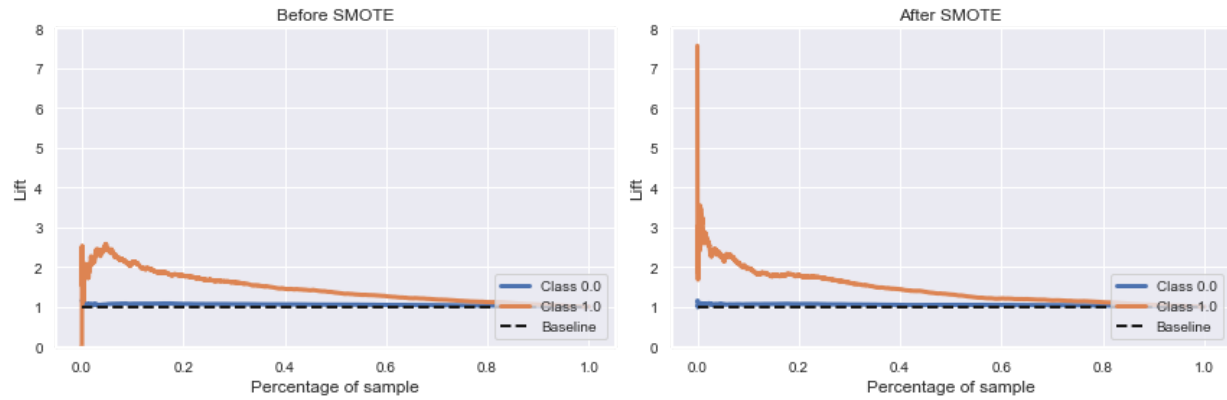 Before SMOTE
8
7
6
5
4
3
2
1
0
Lift
0.0 0.2 0.4 0.6 0.8 1.0
Percentage of sample
Class 0.0
Class 1.0
Baseline
After SMOTE
8
7
6
5
4
3
2
1
0
Lift
0.0 0.2 0.4 0.6 0.8 1.0
Percentage of sample
Class 0.0
Class 1.0
Baseline